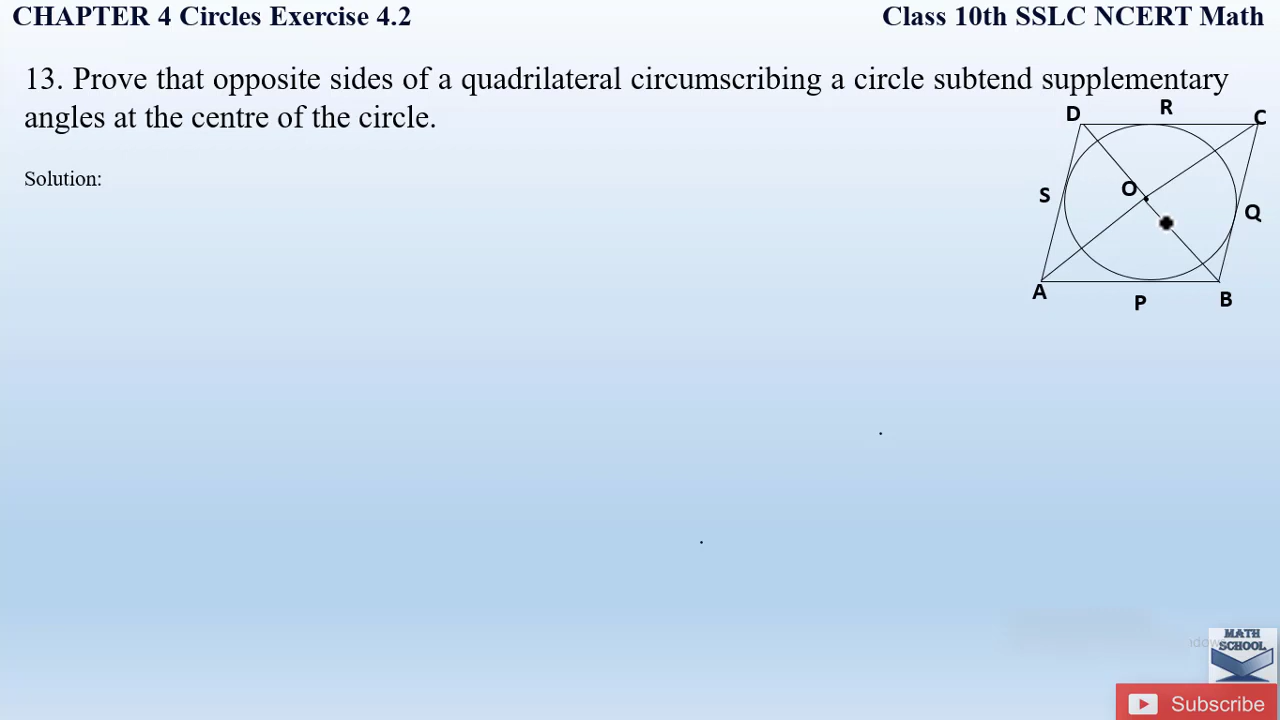 CHAPTER 4 Circles Exercise 4.2
Class 10th SSLC NCERT Math
13. Prove that opposite sides of a quadrilateral circumscribing a circle subtend supplementary
angles at the centre of the circle.
D R C
Solution:
O
S
Q
A
P
B
MATH
SCHOOL
Subscribe